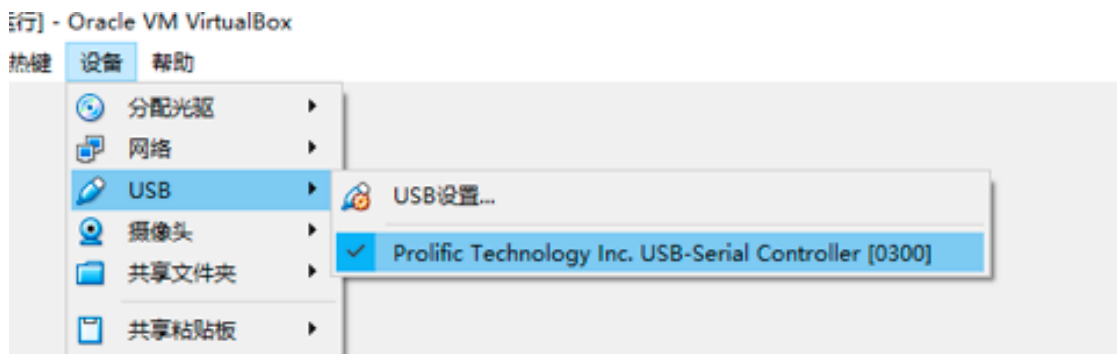 运行] - Oracle VM VirtualBox
热键 设备 帮助
分配光驱
网络
USB
USB设置...
摄像头
Prolific Technology Inc. USB-Serial Controller [0300]
共享文件夹
共享粘贴板